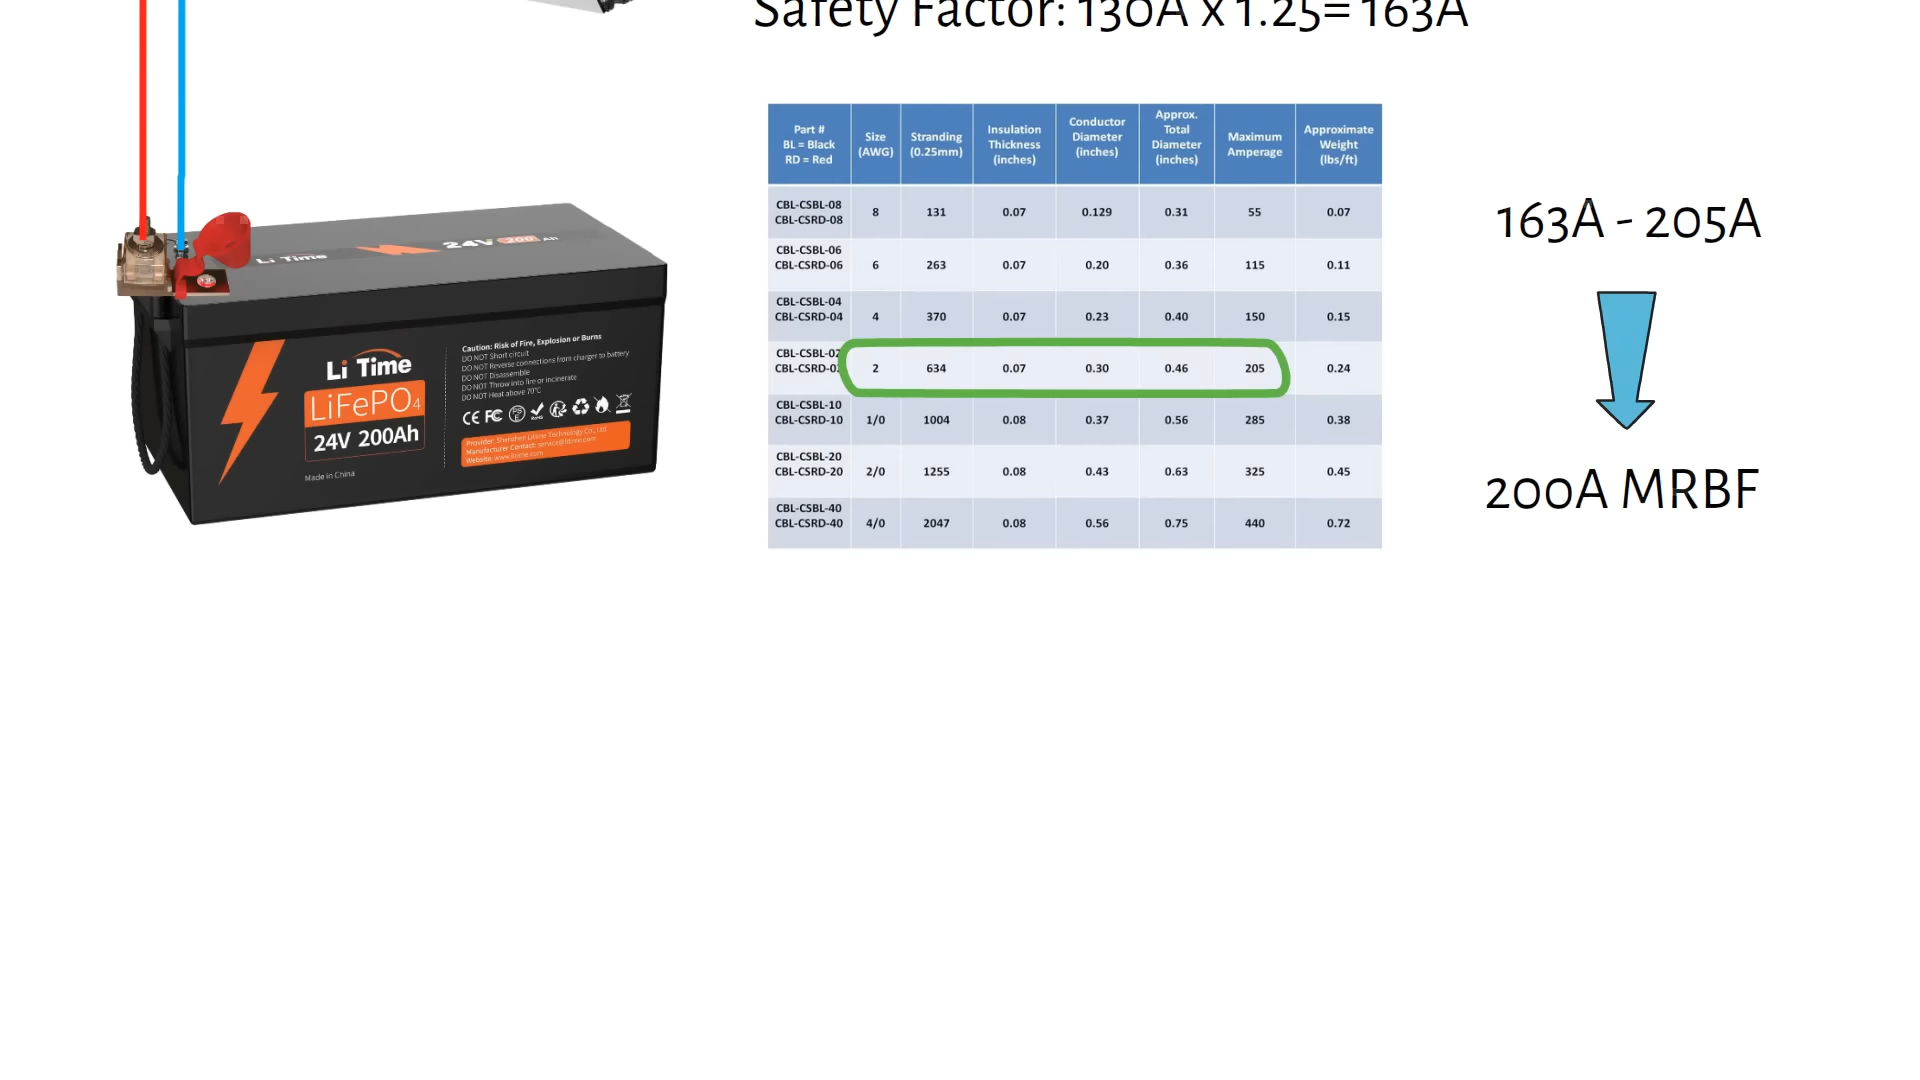 Safety Factor: 130A x 1.25= 163A
Part #
BL = Black
RD = Red
Size
(AWG)
Stranding
(0.25mm)
Insulation
Thickness
(inches)
Conductor
Diameter
(inches)
Approx.
Total
Diameter
(inches)
Maximum
Amperage
Approximate
Weight
(lbs/ft)
CBL-CSBL-08
CBL-CSRD-08
8 131 0.07 0.129 0.31 55 0.07
CBL-CSBL-06
CBL-CSRD-06
6 263 0.07 0.20 0.36 115 0.11
CBL-CSBL-04
CBL-CSRD-04
4 370 0.07 0.23 0.40 150 0.15
CBL-CSBL-02
CBL-CSRD-0
2 634 0.07 0.30 0.46 205 0.24
CBL-CSBL-10
CBL-CSRD-10
1/0 1004 0.08 0.37 0.56 285 0.38
CBL-CSBL-20
CBL-CSRD-20
2/0 1255 0.08 0.43 0.63 325 0.45
CBL-CSBL-40
CBL-CSRD-40
4/0 2047 0.08 0.56 0.75 440 0.72
163A - 205A
200A MRBF
Li Time
24V 200 Ah
Li Time
LiFePO4
24V 200Ah
Made in China
Caution: Risk of Fire, Explosion or Burns
DO NOT Short circuit
DO NOT Reverse connections from charger to battery
DO NOT Disassemble
DO NOT Throw into fire or incinerate
DO NOT Heat above 70°C
CE FC
Provider: Shenzhen Litime Technology Co., Ltd
Manufacturer Contact: service@litime.com
Website: www.litime.com